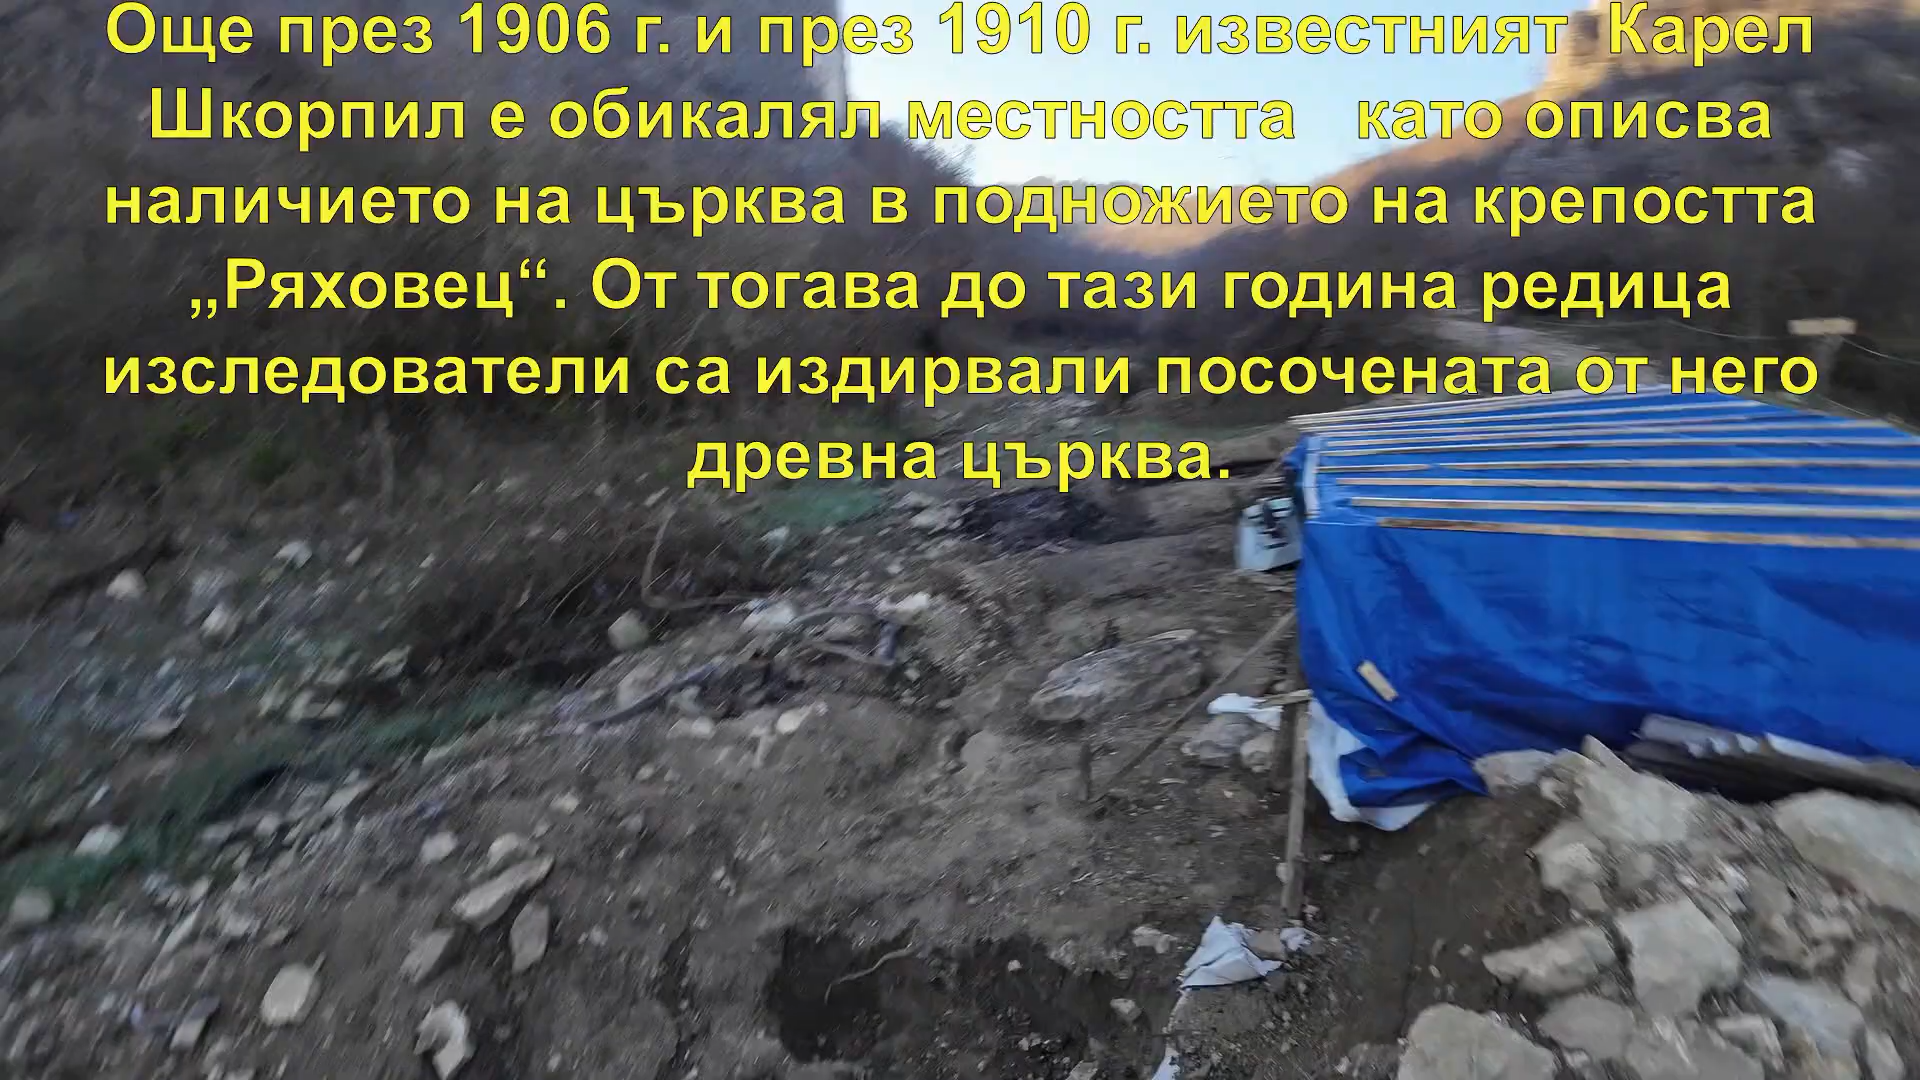 Още през 1906 г. и през 1910 г. известният Карел
Шкорпил е обикалял местността като описва
наличието на църква в подножието на крепостта
„Ряховец“. От тогава до тази година редица
изследователи са издирвали посочената от него
древна църква.